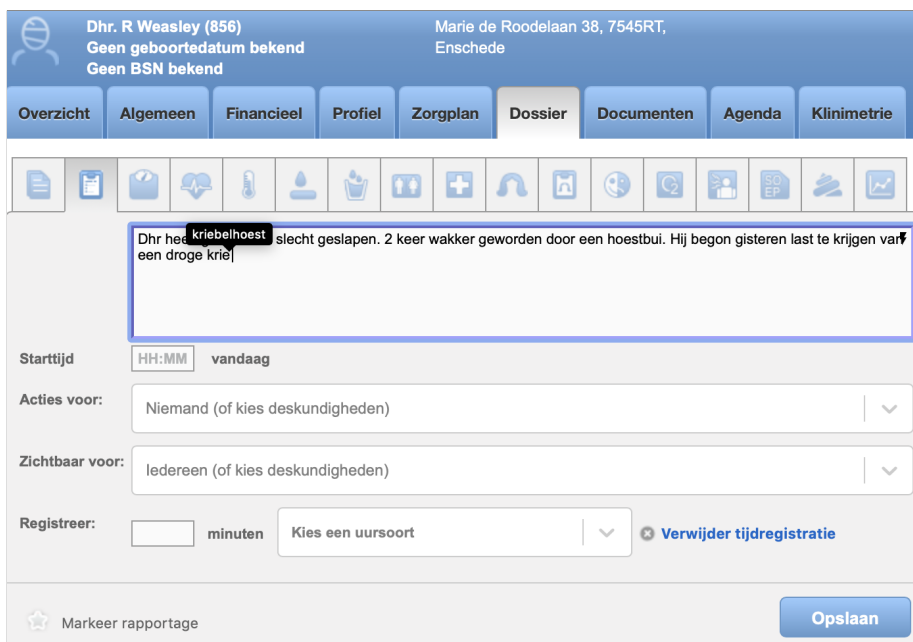 Dhr. R Weasley (856)
Geen geboortedatum bekend
Geen BSN bekend
Marie de Roodelaan 38, 7545RT,
Enschede
Overzicht
Algemeen
Financieel
Profiel
Zorgplan
Dossier
Documenten
Agenda
Klinimetrie
O2
SO
EP
kriebelhoest
Dhr hee slecht geslapen. 2 keer wakker geworden door een hoestbui. Hij begon gisteren last te krijgen van
een droge krie
Starttijd
HH:MM
vandaag
Acties voor:
Niemand (of kies deskundigheden)
Zichtbaar voor:
Iedereen (of kies deskundigheden)
Registreer:
minuten
Kies een uursoort
Verwijder tijdregistratie
Markeer rapportage
Opslaan